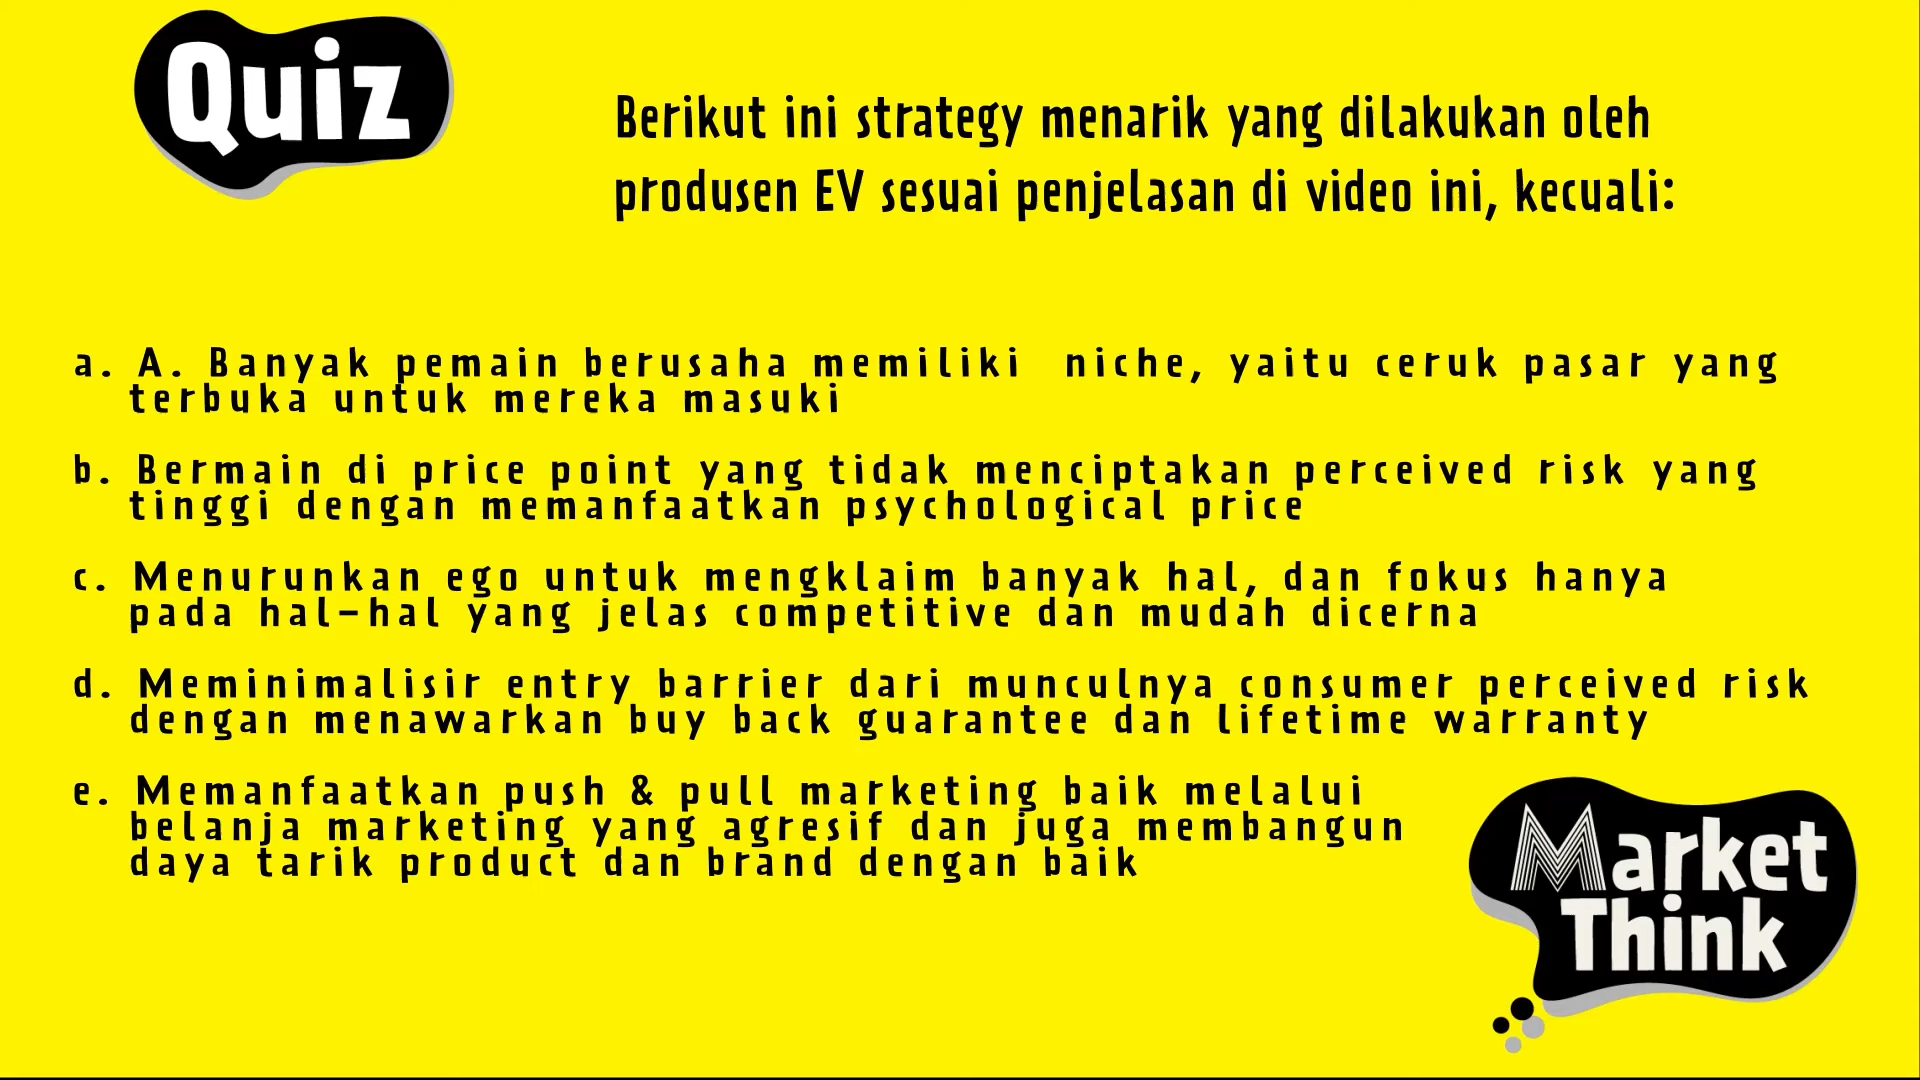 Quiz
Berikut ini strategy menarik yang dilakukan oleh
produsen EV sesuai penjelasan di video ini, kecuali:
a. A. Banyak pemain berusaha memiliki niche, yaitu ceruk pasar yang
terbuka untuk mereka masuki
b. Bermain di price point yang tidak menciptakan perceived risk yang
tinggi dengan memanfaatkan psychological price
c. Menurunkan ego untuk mengklaim banyak hal, dan fokus hanya
pada hal-hal yang jelas competitive dan mudah dicerna
d. Meminimalisir entry barrier dari munculnya consumer perceived risk
dengan menawarkan buy back guarantee dan lifetime warranty
e. Memanfaatkan push & pull marketing baik melalui
belanja marketing yang agresif dan juga membangun
daya tarik product dan brand dengan baik
Market
Think